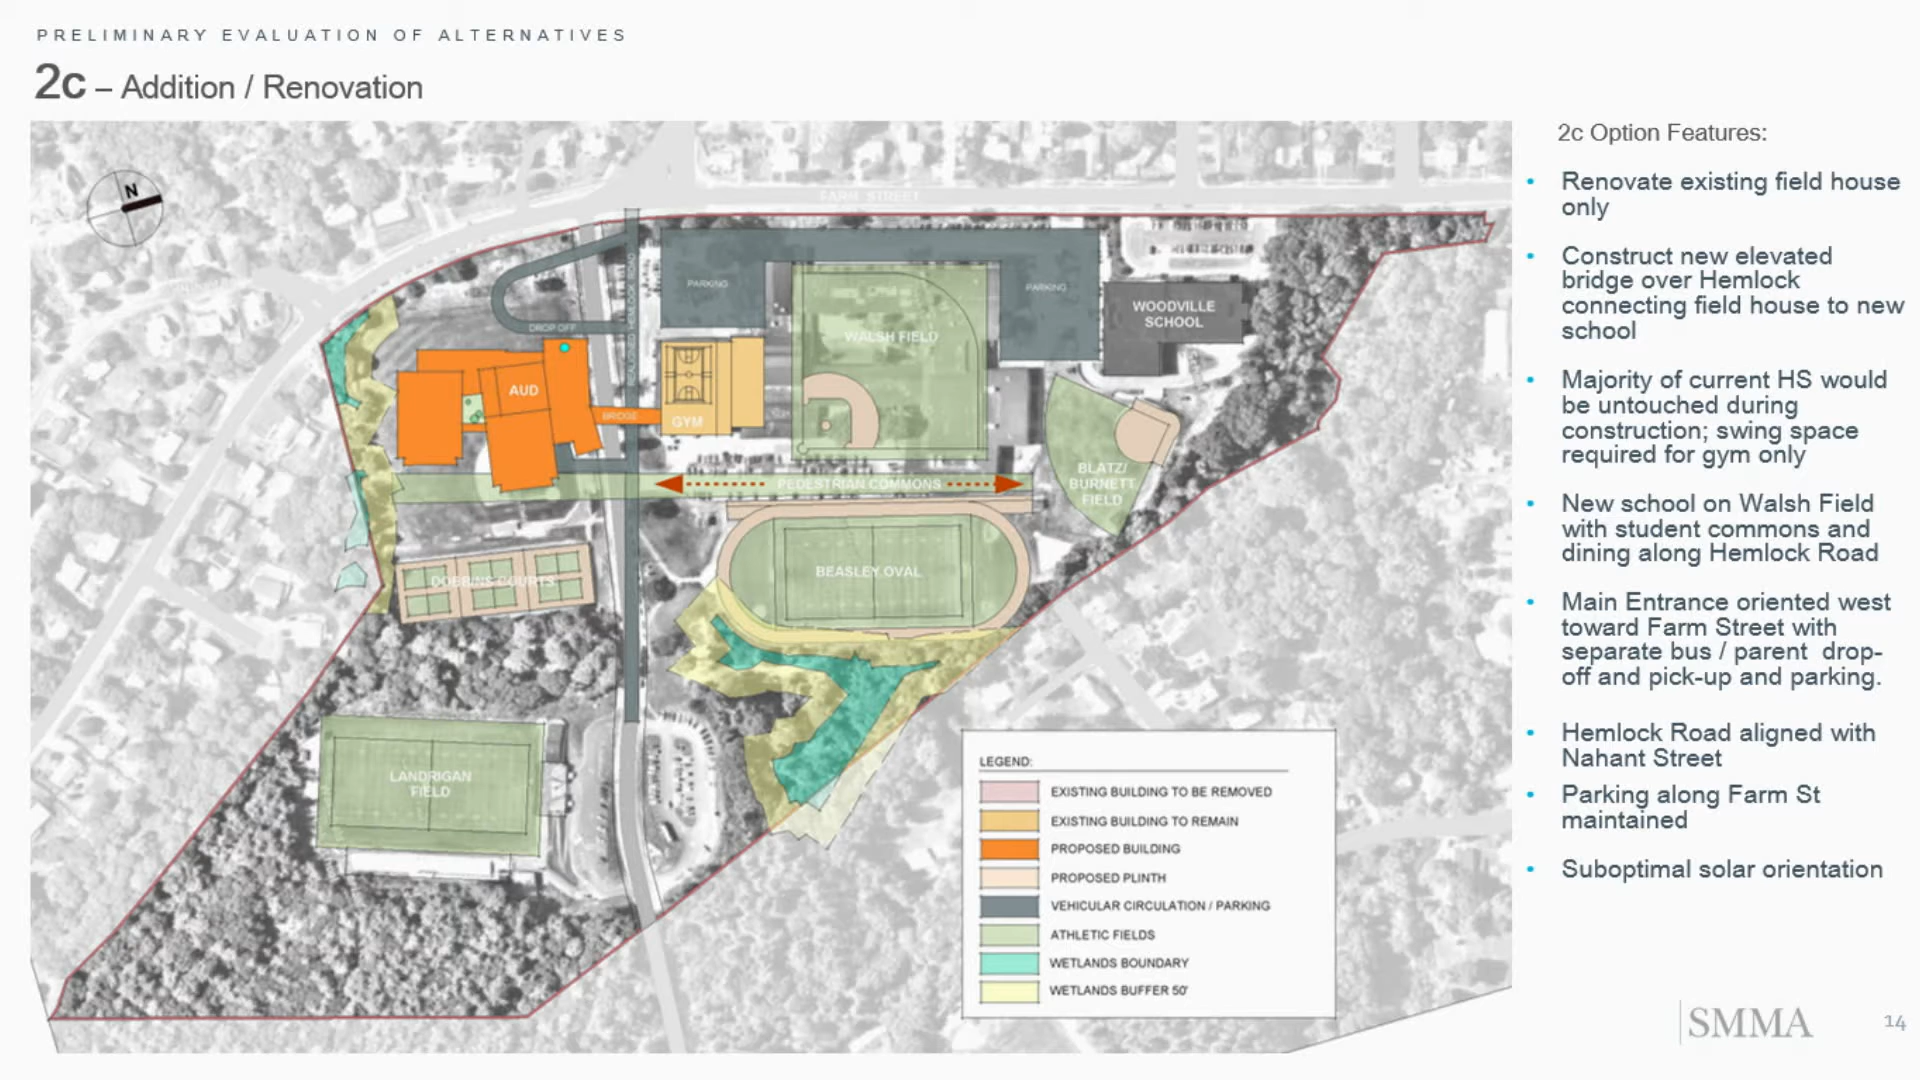 PRELIMINARY EVALUATION OF ALTERNATIVES
2c – Addition / Renovation
N
FARM STREET
REALIGNED HEMLOCK ROAD
PARKING
PARKING
DROP OFF
WOODVILLE
SCHOOL
WALSH FIELD
AUD
BRIDGE
GYM
PEDESTRIAN COMMONS
BLATZ/
BURNETT
FIELD
DOBBINS COURTS
BEASLEY OVAL
LANDRIGAN
FIELD
LEGEND:
EXISTING BUILDING TO BE REMOVED
EXISTING BUILDING TO REMAIN
PROPOSED BUILDING
PROPOSED PLINTH
VEHICULAR CIRCULATION / PARKING
ATHLETIC FIELDS
WETLANDS BOUNDARY
WETLANDS BUFFER 50'
2c Option Features:
• Renovate existing field house
only
• Construct new elevated
bridge over Hemlock
connecting field house to new
school
• Majority of current HS would
be untouched during
construction; swing space
required for gym only
• New school on Walsh Field
with student commons and
dining along Hemlock Road
• Main Entrance oriented west
toward Farm Street with
separate bus / parent drop-
off and pick-up and parking.
• Hemlock Road aligned with
Nahant Street
• Parking along Farm St
maintained
• Suboptimal solar orientation
SMMA
14